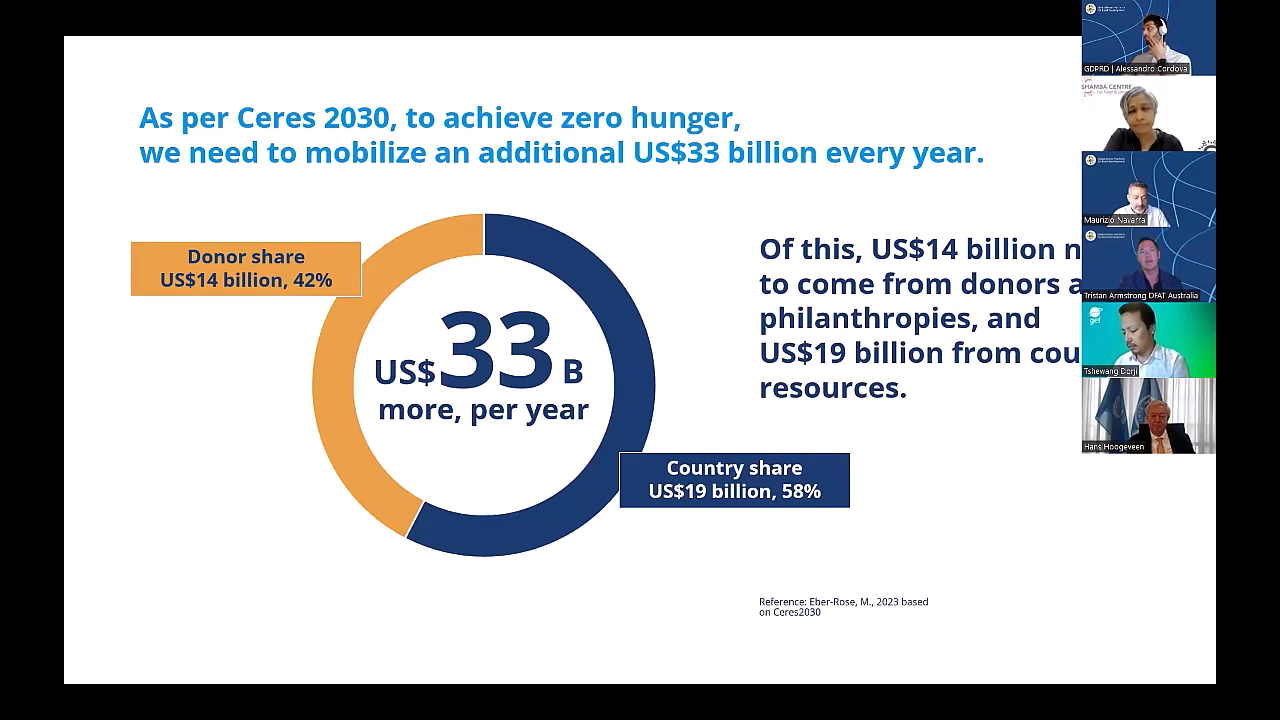 As per Ceres 2030, to achieve zero hunger,
we need to mobilize an additional US$33 billion every year.
Donor share
US$14 billion, 42%
US$33 B
more, per year
Country share
US$19 billion, 58%
Of this, US$14 billion
to come from donors
philanthropies, and
US$19 billion from
resources.
Reference: Eber-Rose, M., 2023 based
on Ceres2030
GDPRD | Alessandro Cordova
SHAMBA CENTRE
Maurizio Navarra
Tristan Armstrong DFAT Australia
gef
Tshewang Dorji
Hans Hoogeveen